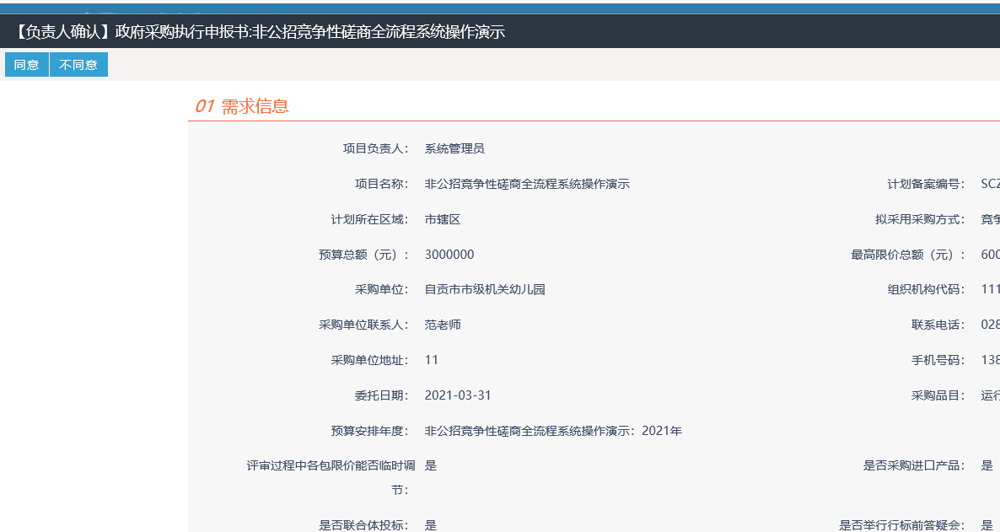 【负责人确认】政府采购执行申报书:非公招竞争性磋商全流程系统操作演示
同意 不同意
01 需求信息
项目负责人： 系统管理员
项目名称： 非公招竞争性磋商全流程系统操作演示 计划备案编号： SCZ
计划所在区域： 市辖区 拟采用采购方式： 竞争
预算总额（元）： 3000000 最高限价总额（元）： 600
采购单位： 自贡市市级机关幼儿园 组织机构代码： 111
采购单位联系人： 范老师 联系电话： 028
采购单位地址： 11 手机号码： 138
委托日期： 2021-03-31 采购品目： 运行
预算安排年度： 非公招竞争性磋商全流程系统操作演示：2021年
评审过程中各包限价能否临时调 是 是否采购进口产品： 是
节：
是否联合体投标： 是 是否举行行标前答疑会： 是